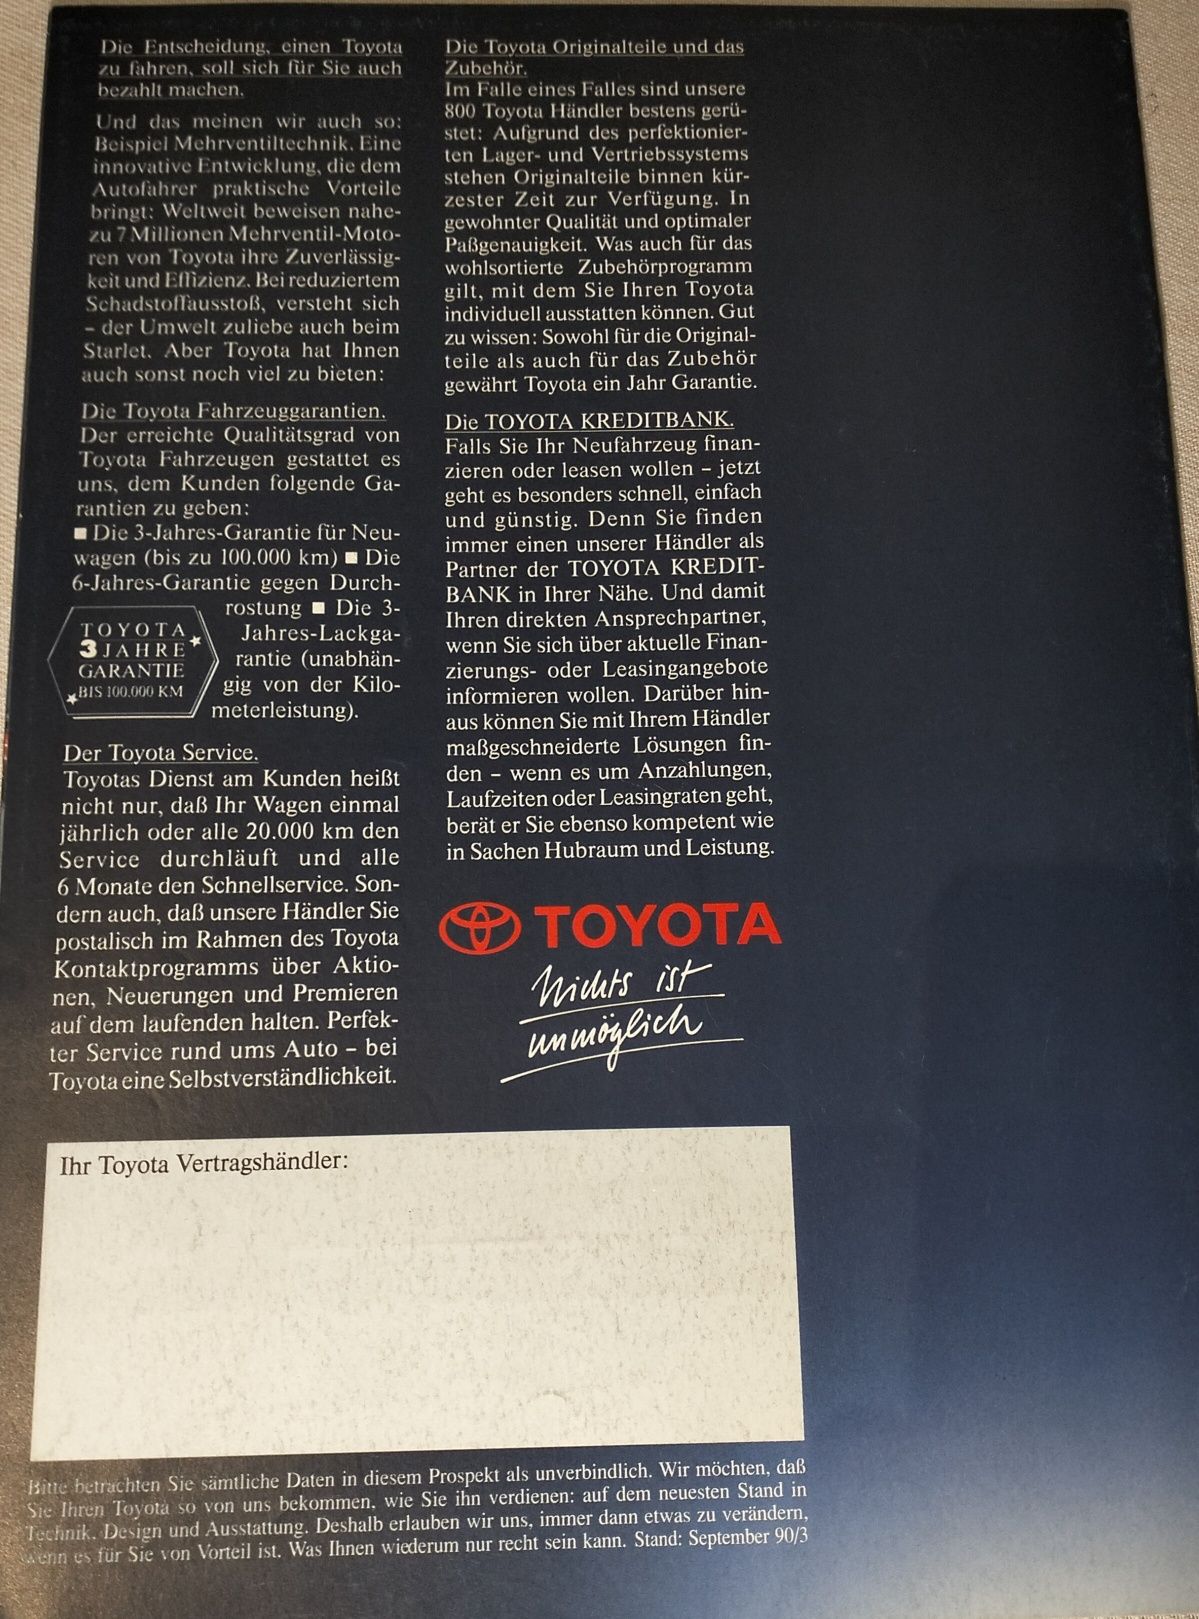 Die Entscheidung, einen Toyota
zu fahren, soll sich für Sie auch
bezahlt machen.
Und das meinen wir auch so:
Beispiel Mehrventiltechnik. Eine
innovative Entwicklung, die dem
Autofahrer praktische Vorteile
bringt: Weltweit beweisen nahe-
zu 7 Millionen Mehrventil-Moto-
ren von Toyota ihre Zuverlässig-
keit und Effizienz. Bei reduziertem
Schadstoffausstoß, versteht sich
– der Umwelt zuliebe auch beim
Starlet. Aber Toyota hat Ihnen
auch sonst noch viel zu bieten:
Die Toyota Fahrzeuggarantien.
Der erreichte Qualitätsgrad von
Toyota Fahrzeugen gestattet es
uns, dem Kunden folgende Ga-
rantien zu geben:
■ Die 3-Jahres-Garantie für Neu-
wagen (bis zu 100.000 km) ■ Die
6-Jahres-Garantie gegen Durch-
rostung ■ Die 3-
Jahres-Lackga-
rantie (unabhän-
gig von der Kilo-
meterleistung).
TOYOTA
3 JAHRE
GARANTIE
BIS 100.000 KM
Der Toyota Service.
Toyotas Dienst am Kunden heißt
nicht nur, daß Ihr Wagen einmal
jährlich oder alle 20.000 km den
Service durchläuft und alle
6 Monate den Schnellservice. Son-
dern auch, daß unsere Händler Sie
postalisch im Rahmen des Toyota
Kontaktprogramms über Aktio-
nen, Neuerungen und Premieren
auf dem laufenden halten. Perfek-
ter Service rund ums Auto – bei
Toyota eine Selbstverständlichkeit.
Die Toyota Originalteile und das
Zubehör.
Im Falle eines Falles sind unsere
800 Toyota Händler bestens gerü-
stet: Aufgrund des perfektionier-
ten Lager- und Vertriebssystems
stehen Originalteile binnen kür-
zester Zeit zur Verfügung. In
gewohnter Qualität und optimaler
Paßgenauigkeit. Was auch für das
wohlsortierte Zubehörprogramm
gilt, mit dem Sie Ihren Toyota
individuell ausstatten können. Gut
zu wissen: Sowohl für die Original-
teile als auch für das Zubehör
gewährt Toyota ein Jahr Garantie.
Die TOYOTA KREDITBANK.
Falls Sie Ihr Neufahrzeug finan-
zieren oder leasen wollen – jetzt
geht es besonders schnell, einfach
und günstig. Denn Sie finden
immer einen unserer Händler als
Partner der TOYOTA KREDIT-
BANK in Ihrer Nähe. Und damit
Ihren direkten Ansprechpartner,
wenn Sie sich über aktuelle Finan-
zierungs- oder Leasingangebote
informieren wollen. Darüber hin-
aus können Sie mit Ihrem Händler
maßgeschneiderte Lösungen fin-
den – wenn es um Anzahlungen,
Laufzeiten oder Leasingraten geht,
berät er Sie ebenso kompetent wie
in Sachen Hubraum und Leistung.
TOYOTA
Nichts ist
unmöglich
Ihr Toyota Vertragshändler:
Bitte betrachten Sie sämtliche Daten in diesem Prospekt als unverbindlich. Wir möchten, daß
Sie Ihren Toyota so von uns bekommen, wie Sie ihn verdienen: auf dem neuesten Stand in
Technik, Design und Ausstattung. Deshalb erlauben wir uns, immer dann etwas zu verändern,
wenn es für Sie von Vorteil ist. Was Ihnen wiederum nur recht sein kann. Stand: September 90/3